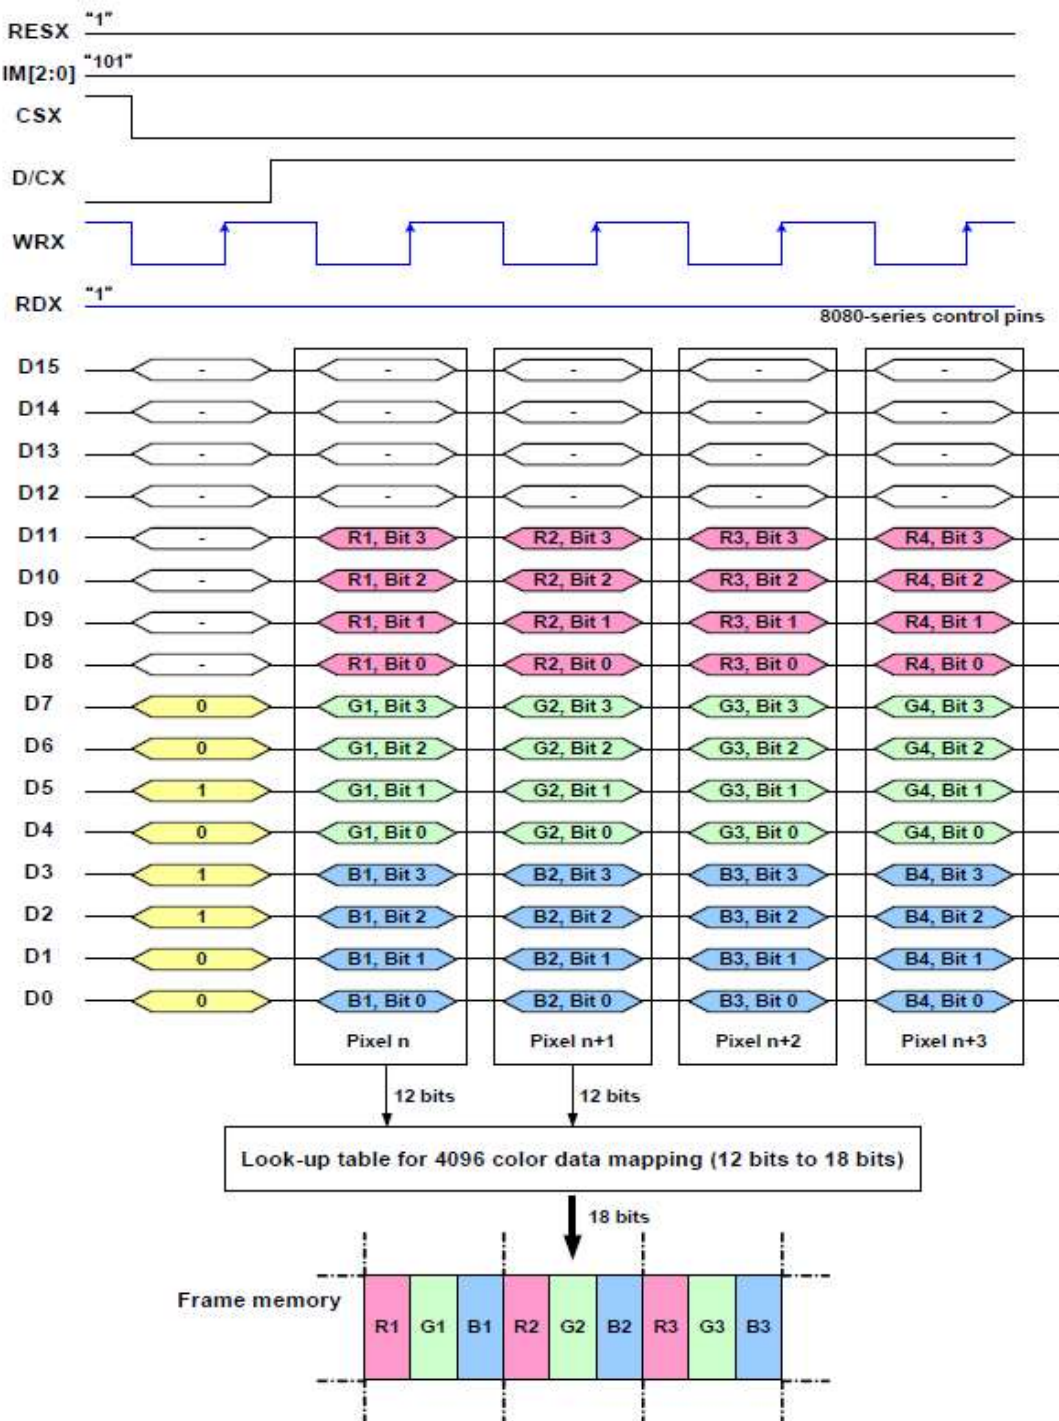 RESX "1"
IM[2:0] "101"
CSX
D/CX
WRX
RDX "1"
8080-series control pins
D15 - - - - -
D14 - - - - -
D13 - - - - -
D12 - - - - -
D11 - R1, Bit 3 R2, Bit 3 R3, Bit 3 R4, Bit 3
D10 - R1, Bit 2 R2, Bit 2 R3, Bit 2 R4, Bit 2
D9 - R1, Bit 1 R2, Bit 1 R3, Bit 1 R4, Bit 1
D8 - R1, Bit 0 R2, Bit 0 R3, Bit 0 R4, Bit 0
D7 0 G1, Bit 3 G2, Bit 3 G3, Bit 3 G4, Bit 3
D6 0 G1, Bit 2 G2, Bit 2 G3, Bit 2 G4, Bit 2
D5 1 G1, Bit 1 G2, Bit 1 G3, Bit 1 G4, Bit 1
D4 0 G1, Bit 0 G2, Bit 0 G3, Bit 0 G4, Bit 0
D3 1 B1, Bit 3 B2, Bit 3 B3, Bit 3 B4, Bit 3
D2 1 B1, Bit 2 B2, Bit 2 B3, Bit 2 B4, Bit 2
D1 0 B1, Bit 1 B2, Bit 1 B3, Bit 1 B4, Bit 1
D0 0 B1, Bit 0 B2, Bit 0 B3, Bit 0 B4, Bit 0
Pixel n Pixel n+1 Pixel n+2 Pixel n+3
12 bits 12 bits
Look-up table for 4096 color data mapping (12 bits to 18 bits)
18 bits
Frame memory
R1 G1 B1 R2 G2 B2 R3 G3 B3